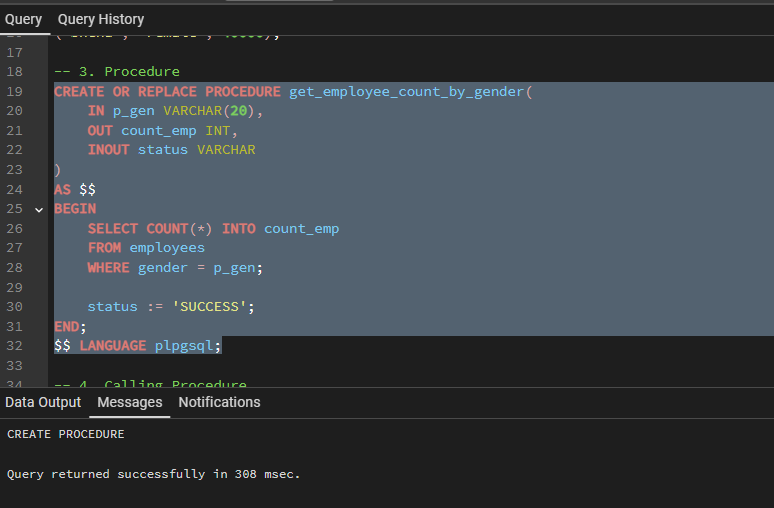 Query Query History
17
18 -- 3. Procedure
19 CREATE OR REPLACE PROCEDURE get_employee_count_by_gender(
20 IN p_gen VARCHAR(20),
21 OUT count_emp INT,
22 INOUT status VARCHAR
23 )
24 AS $$
25 BEGIN
26 SELECT COUNT(*) INTO count_emp
27 FROM employees
28 WHERE gender = p_gen;
29
30 status := 'SUCCESS';
31 END;
32 $$ LANGUAGE plpgsql;
33
34 -- 4. Calling Procedure
Data Output Messages Notifications
CREATE PROCEDURE
Query returned successfully in 308 msec.